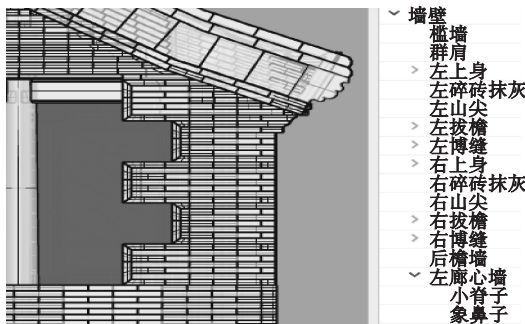 墙壁
槛墙
群肩
左上身
左碎砖抹灰
左山尖
左拔檐
左博缝
右上身
右碎砖抹灰
右山尖
右拔檐
右博缝
后檐墙
左廊心墙
小脊子
象鼻子